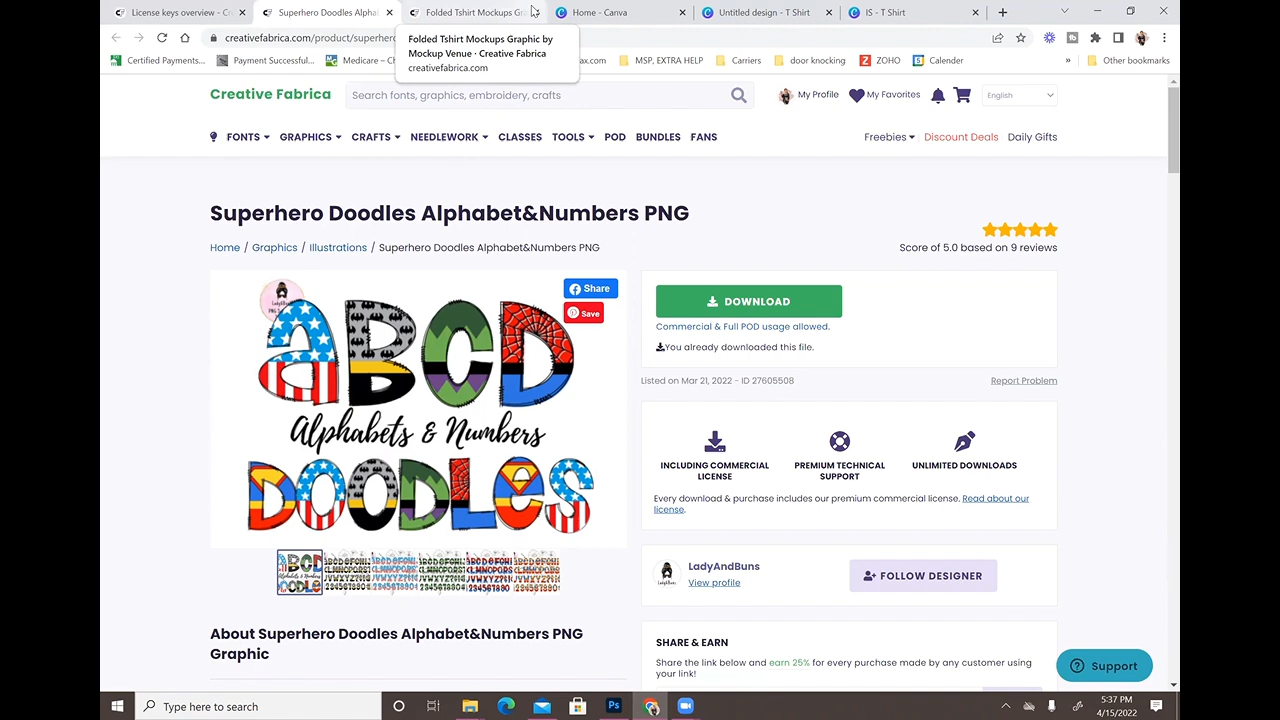 License keys overview - C
Superhero Doodles Alphal
Folded Tshirt Mockups Gra
Home - Canva
Untitled design - T Shirt
IS - T Shirt
creativefabrica.com/product/superhero
Folded Tshirt Mockups Graphic by
Mockup Venue · Creative Fabrica
creativefabrica.com
Certified Payments...
Payment Successful...
Medicare – Ch
ax.com
MSP, EXTRA HELP
Carriers
door knocking
ZOHO
Calender
»
Other bookmarks
Creative Fabrica
Search fonts, graphics, embroidery, crafts
My Profile
My Favorites
English
FONTS
GRAPHICS
CRAFTS
NEEDLEWORK
CLASSES
TOOLS
POD
BUNDLES
FANS
Freebies
Discount Deals
Daily Gifts
Superhero Doodles Alphabet&Numbers PNG
Home / Graphics / Illustrations / Superhero Doodles Alphabet&Numbers PNG
Score of 5.0 based on 9 reviews
Share
Save
aBCD
Alphabets & Numbers
DOODLes
DOWNLOAD
Commercial & Full POD usage allowed.
You already downloaded this file.
Listed on Mar 21, 2022 - ID 27605508
Report Problem
INCLUDING COMMERCIAL
LICENSE
PREMIUM TECHNICAL
SUPPORT
UNLIMITED DOWNLOADS
Every download & purchase includes our premium commercial license. Read about our
license.
LadyAndBuns
View profile
FOLLOW DESIGNER
About Superhero Doodles Alphabet&Numbers PNG
Graphic
SHARE & EARN
Share the link below and earn 25% for every purchase made by any customer using
your link!
Support
Type here to search
Ps
5:37 PM
4/15/2022